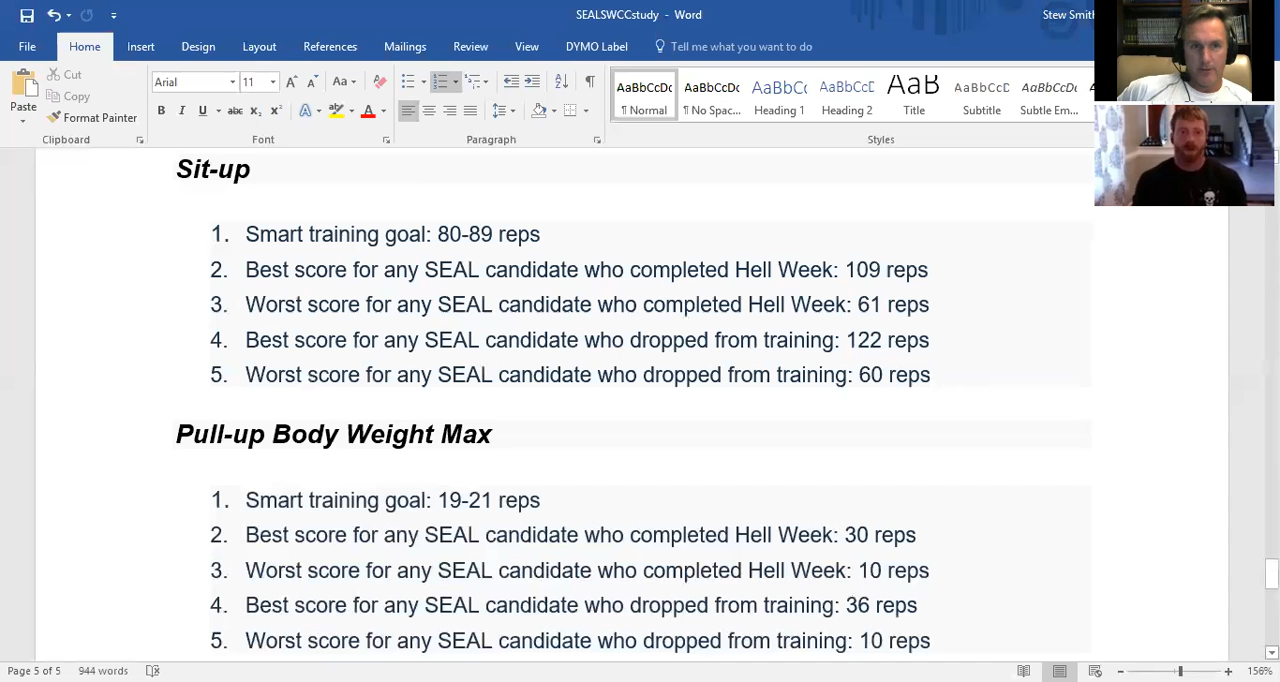 SEALSWCCstudy - Word
Stew Smith
File Home Insert Design Layout References Mailings Review View DYMO Label Tell me what you want to do
Paste
Cut
Copy
Format Painter
Arial 11
Aa
B I U abc x₂ x² A A
AaBbCcDc AaBbCcDc AaBbCc AaBbCcD AaB AaBbCcD AaBbCcDc
¶ Normal ¶ No Spac... Heading 1 Heading 2 Title Subtitle Subtle Em...
Clipboard Font Paragraph Styles
Sit-up
1. Smart training goal: 80-89 reps
2. Best score for any SEAL candidate who completed Hell Week: 109 reps
3. Worst score for any SEAL candidate who completed Hell Week: 61 reps
4. Best score for any SEAL candidate who dropped from training: 122 reps
5. Worst score for any SEAL candidate who dropped from training: 60 reps
Pull-up Body Weight Max
1. Smart training goal: 19-21 reps
2. Best score for any SEAL candidate who completed Hell Week: 30 reps
3. Worst score for any SEAL candidate who completed Hell Week: 10 reps
4. Best score for any SEAL candidate who dropped from training: 36 reps
5. Worst score for any SEAL candidate who dropped from training: 10 reps
Page 5 of 5 944 words 156%